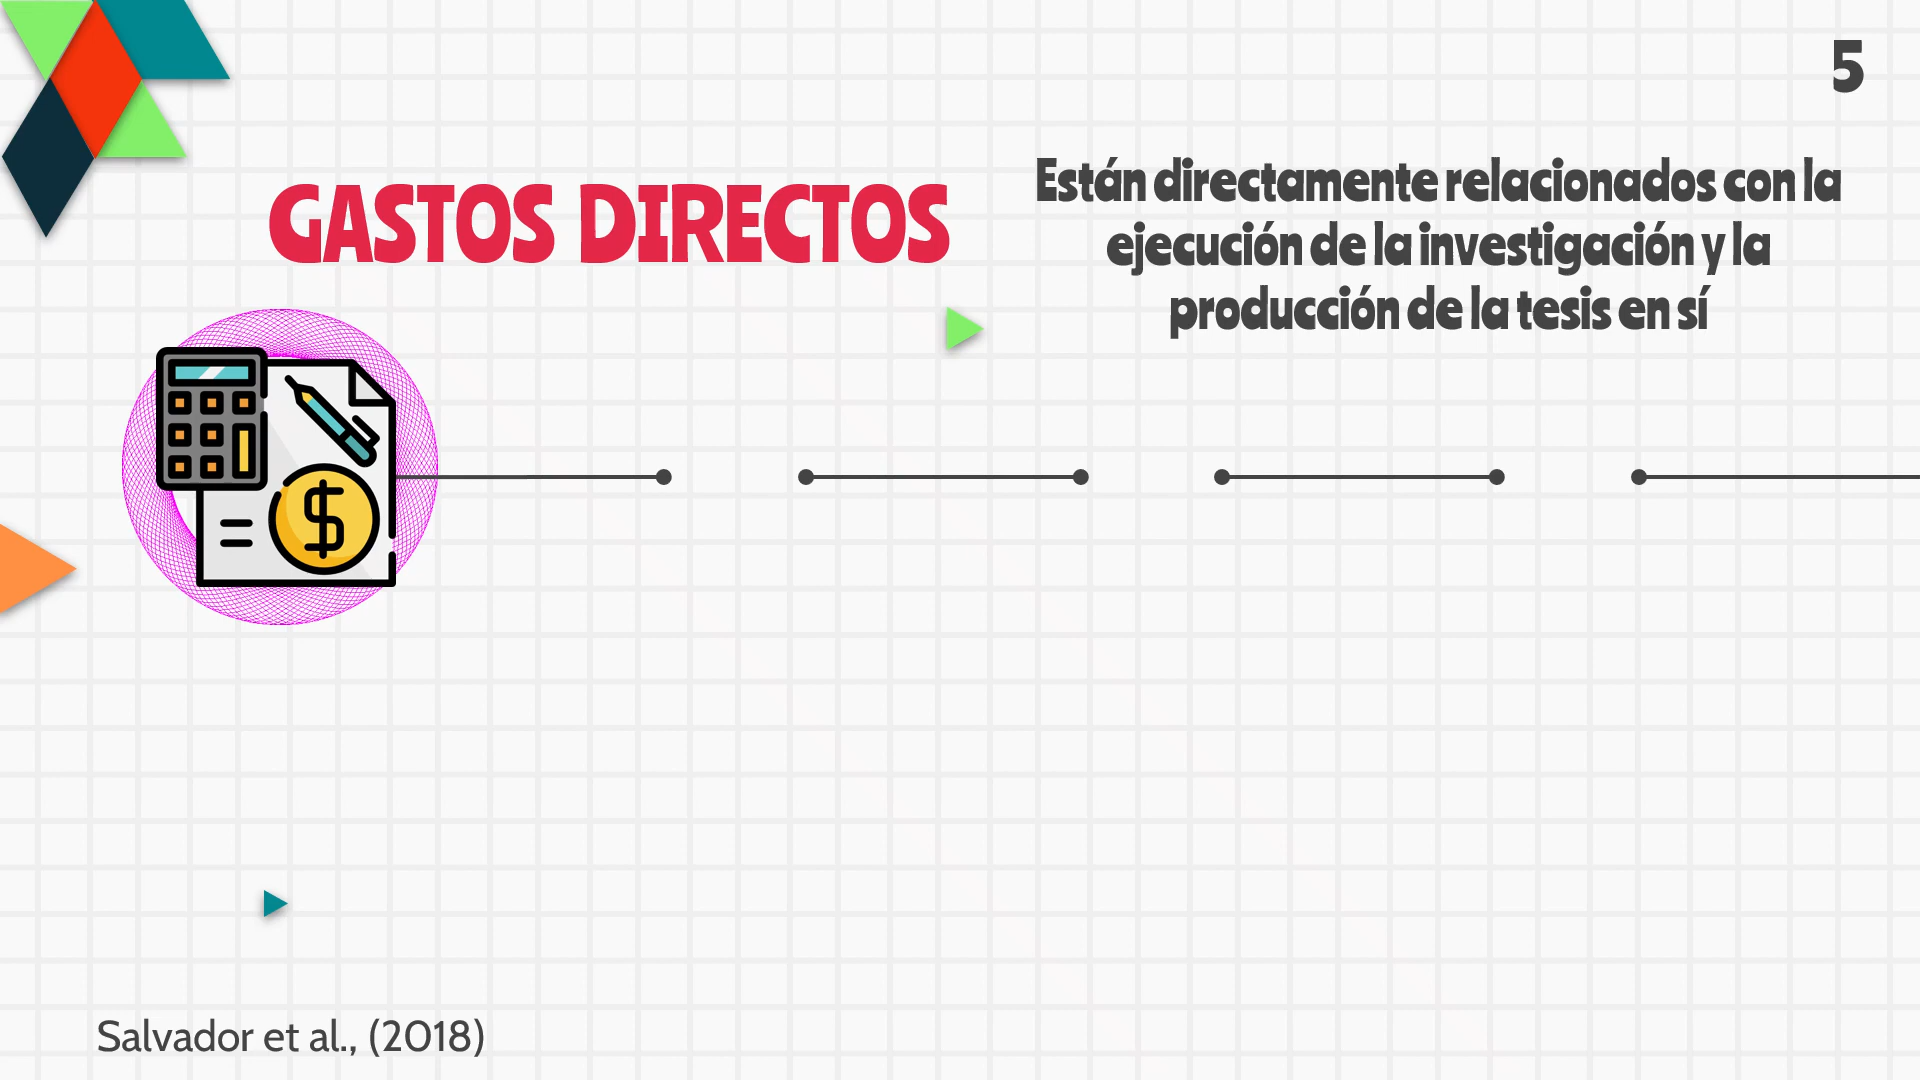 5
GASTOS DIRECTOS
Están directamente relacionados con la
ejecución de la investigación y la
producción de la tesis en sí
Salvador et al., (2018)